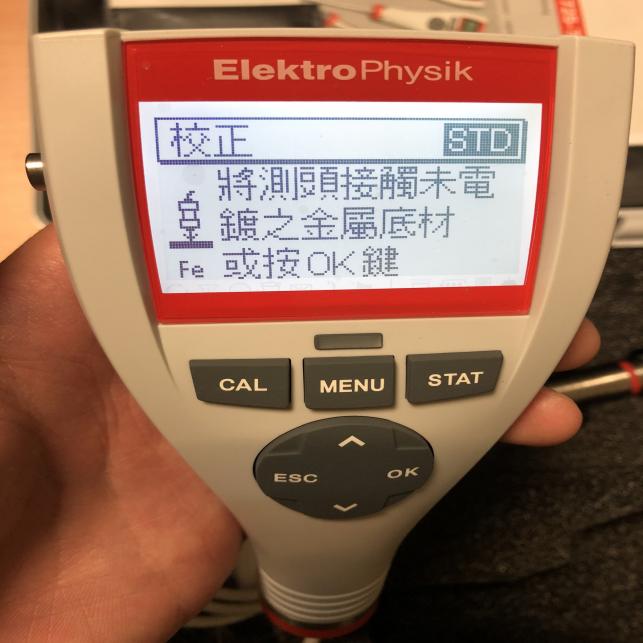 ElektroPhysik
校正 STD
將測頭接觸未電
鍍之金屬底材
Fe 或按OK鍵
CAL MENU STAT
ESC OK